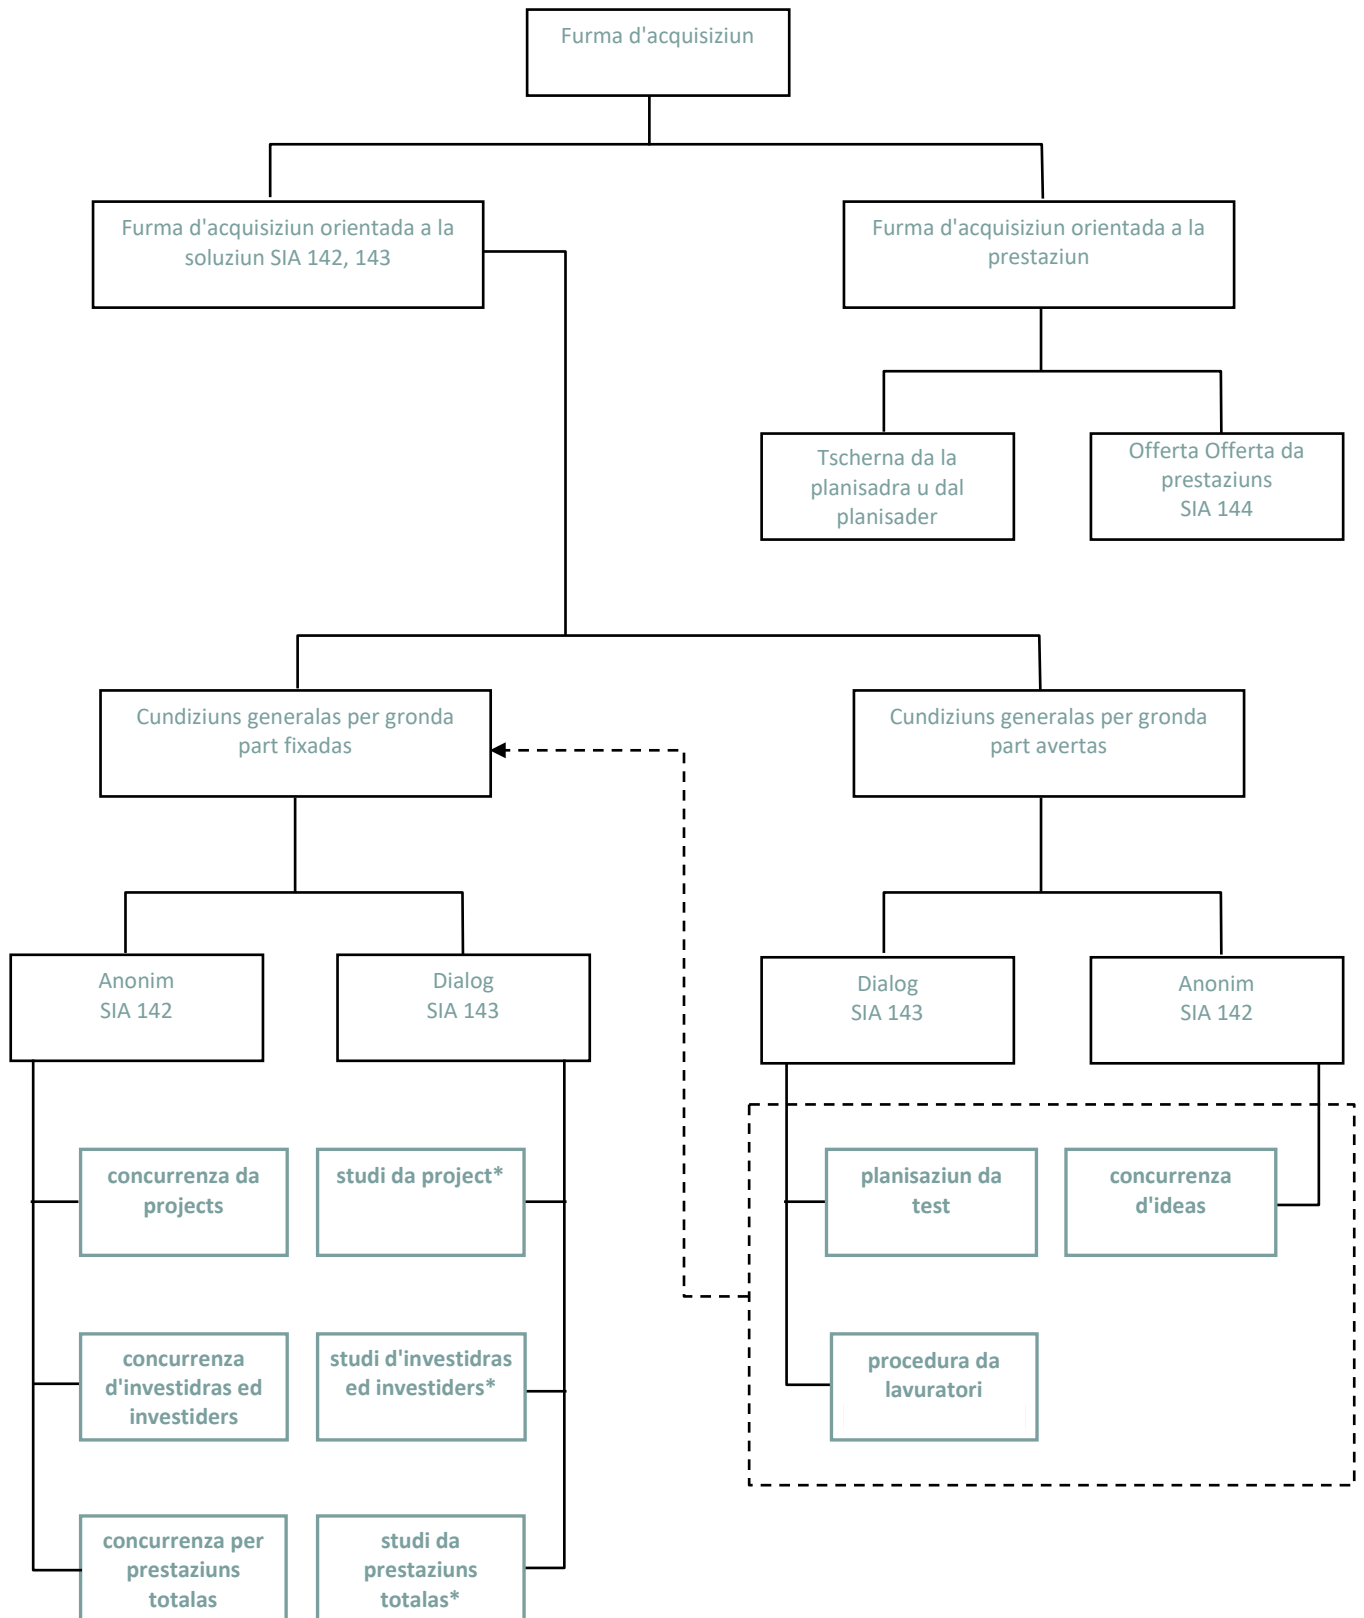 Furma d'acquisiziun
Furma d'acquisiziun orientada a la
soluziun SIA 142, 143
Furma d'acquisiziun orientada a la
prestaziun
Tscherna da la
planisadra u dal
planisader
Offerta Offerta da
prestaziuns
SIA 144
Cundiziuns generalas per gronda
part fixadas
Cundiziuns generalas per gronda
part avertas
Anonim
SIA 142
Dialog
SIA 143
Dialog
SIA 143
Anonim
SIA 142
concurrenza da
projects
studi da project*
planisaziun da
test
concurrenza
d'ideas
concurrenza
d'investidras ed
investiders
studi d'investidras
ed investiders*
procedura da
lavuratori
concurrenza per
prestaziuns
totalas
studi da
prestaziuns
totalas*